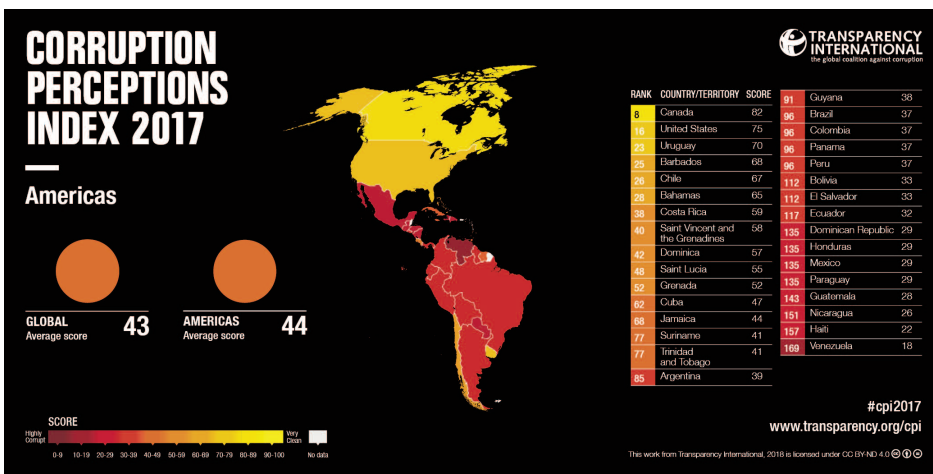 CORRUPTION
PERCEPTIONS
INDEX 2017
Americas
GLOBAL
Average score
43
AMERICAS
Average score
44
SCORE
Highly
Corrupt
Very
Clean
0-9 10-19 20-29 30-39 40-49 50-59 60-69 70-79 80-89 90-100 No data
TRANSPARENCY
INTERNATIONAL
the global coalition against corruption
RANK COUNTRY/TERRITORY SCORE
8 Canada 82
16 United States 75
23 Uruguay 70
25 Barbados 68
26 Chile 67
28 Bahamas 65
38 Costa Rica 59
40 Saint Vincent and
the Grenadines 58
42 Dominica 57
48 Saint Lucia 55
52 Grenada 52
62 Cuba 47
68 Jamaica 44
77 Suriname 41
77 Trinidad
and Tobago 41
85 Argentina 39
91 Guyana 38
96 Brazil 37
96 Colombia 37
96 Panama 37
96 Peru 37
112 Bolivia 33
112 El Salvador 33
117 Ecuador 32
135 Dominican Republic 29
135 Honduras 29
135 Mexico 29
135 Paraguay 29
143 Guatemala 28
151 Nicaragua 26
157 Haiti 22
169 Venezuela 18
#cpi2017
www.transparency.org/cpi
This work from Transparency International, 2018 is licensed under CC BY-ND 4.0